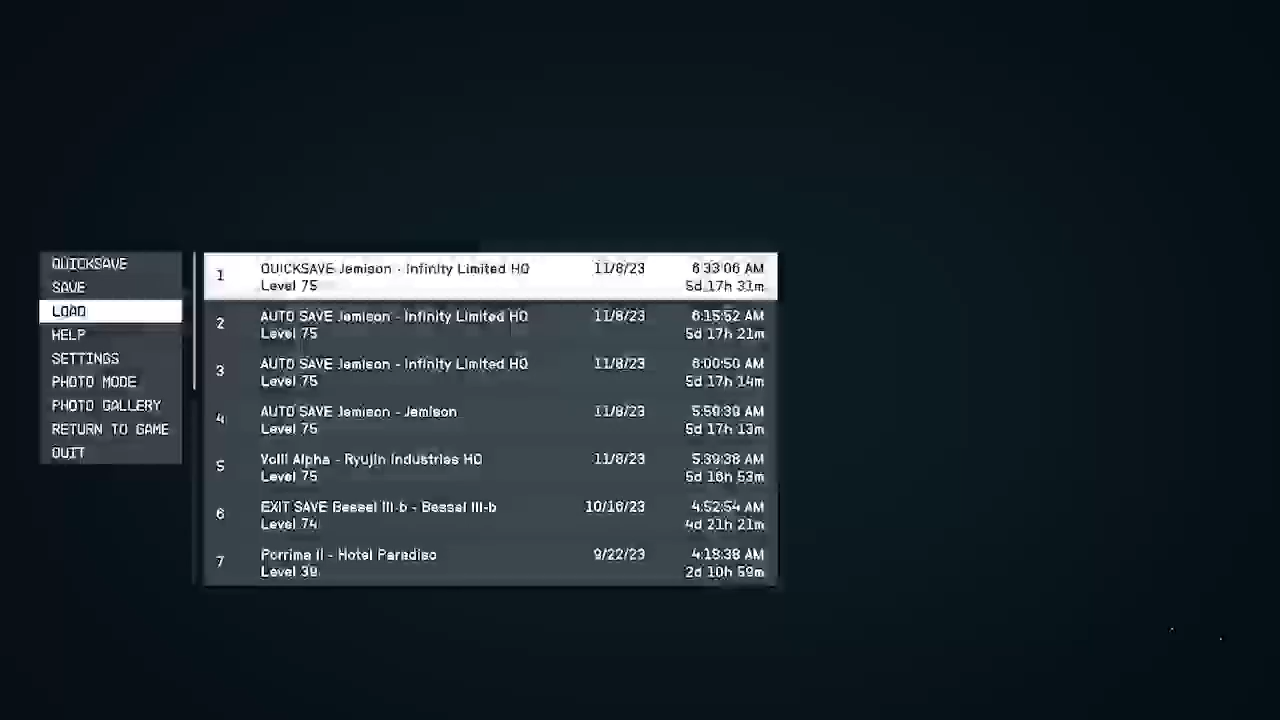 QUICKSAVE
SAVE
LOAD
HELP
SETTINGS
PHOTO MODE
PHOTO GALLERY
RETURN TO GAME
QUIT
1 QUICKSAVE Jemison - Infinity Limited HQ 11/8/23 6:33:06 AM
Level 75 5d 17h 31m
2 AUTO SAVE Jemison - Infinity Limited HQ 11/8/23 6:15:52 AM
Level 75 5d 17h 21m
3 AUTO SAVE Jemison - Infinity Limited HQ 11/8/23 6:00:50 AM
Level 75 5d 17h 14m
4 AUTO SAVE Jemison - Jemison 11/8/23 5:59:39 AM
Level 75 5d 17h 13m
5 Volii Alpha - Ryujin Industries HQ 11/8/23 5:39:38 AM
Level 75 5d 16h 53m
6 EXIT SAVE Bessel III-b - Bessel III-b 10/16/23 4:52:54 AM
Level 74 4d 21h 21m
7 Porrima II - Hotel Paradiso 9/22/23 4:19:38 AM
Level 39 2d 10h 59m